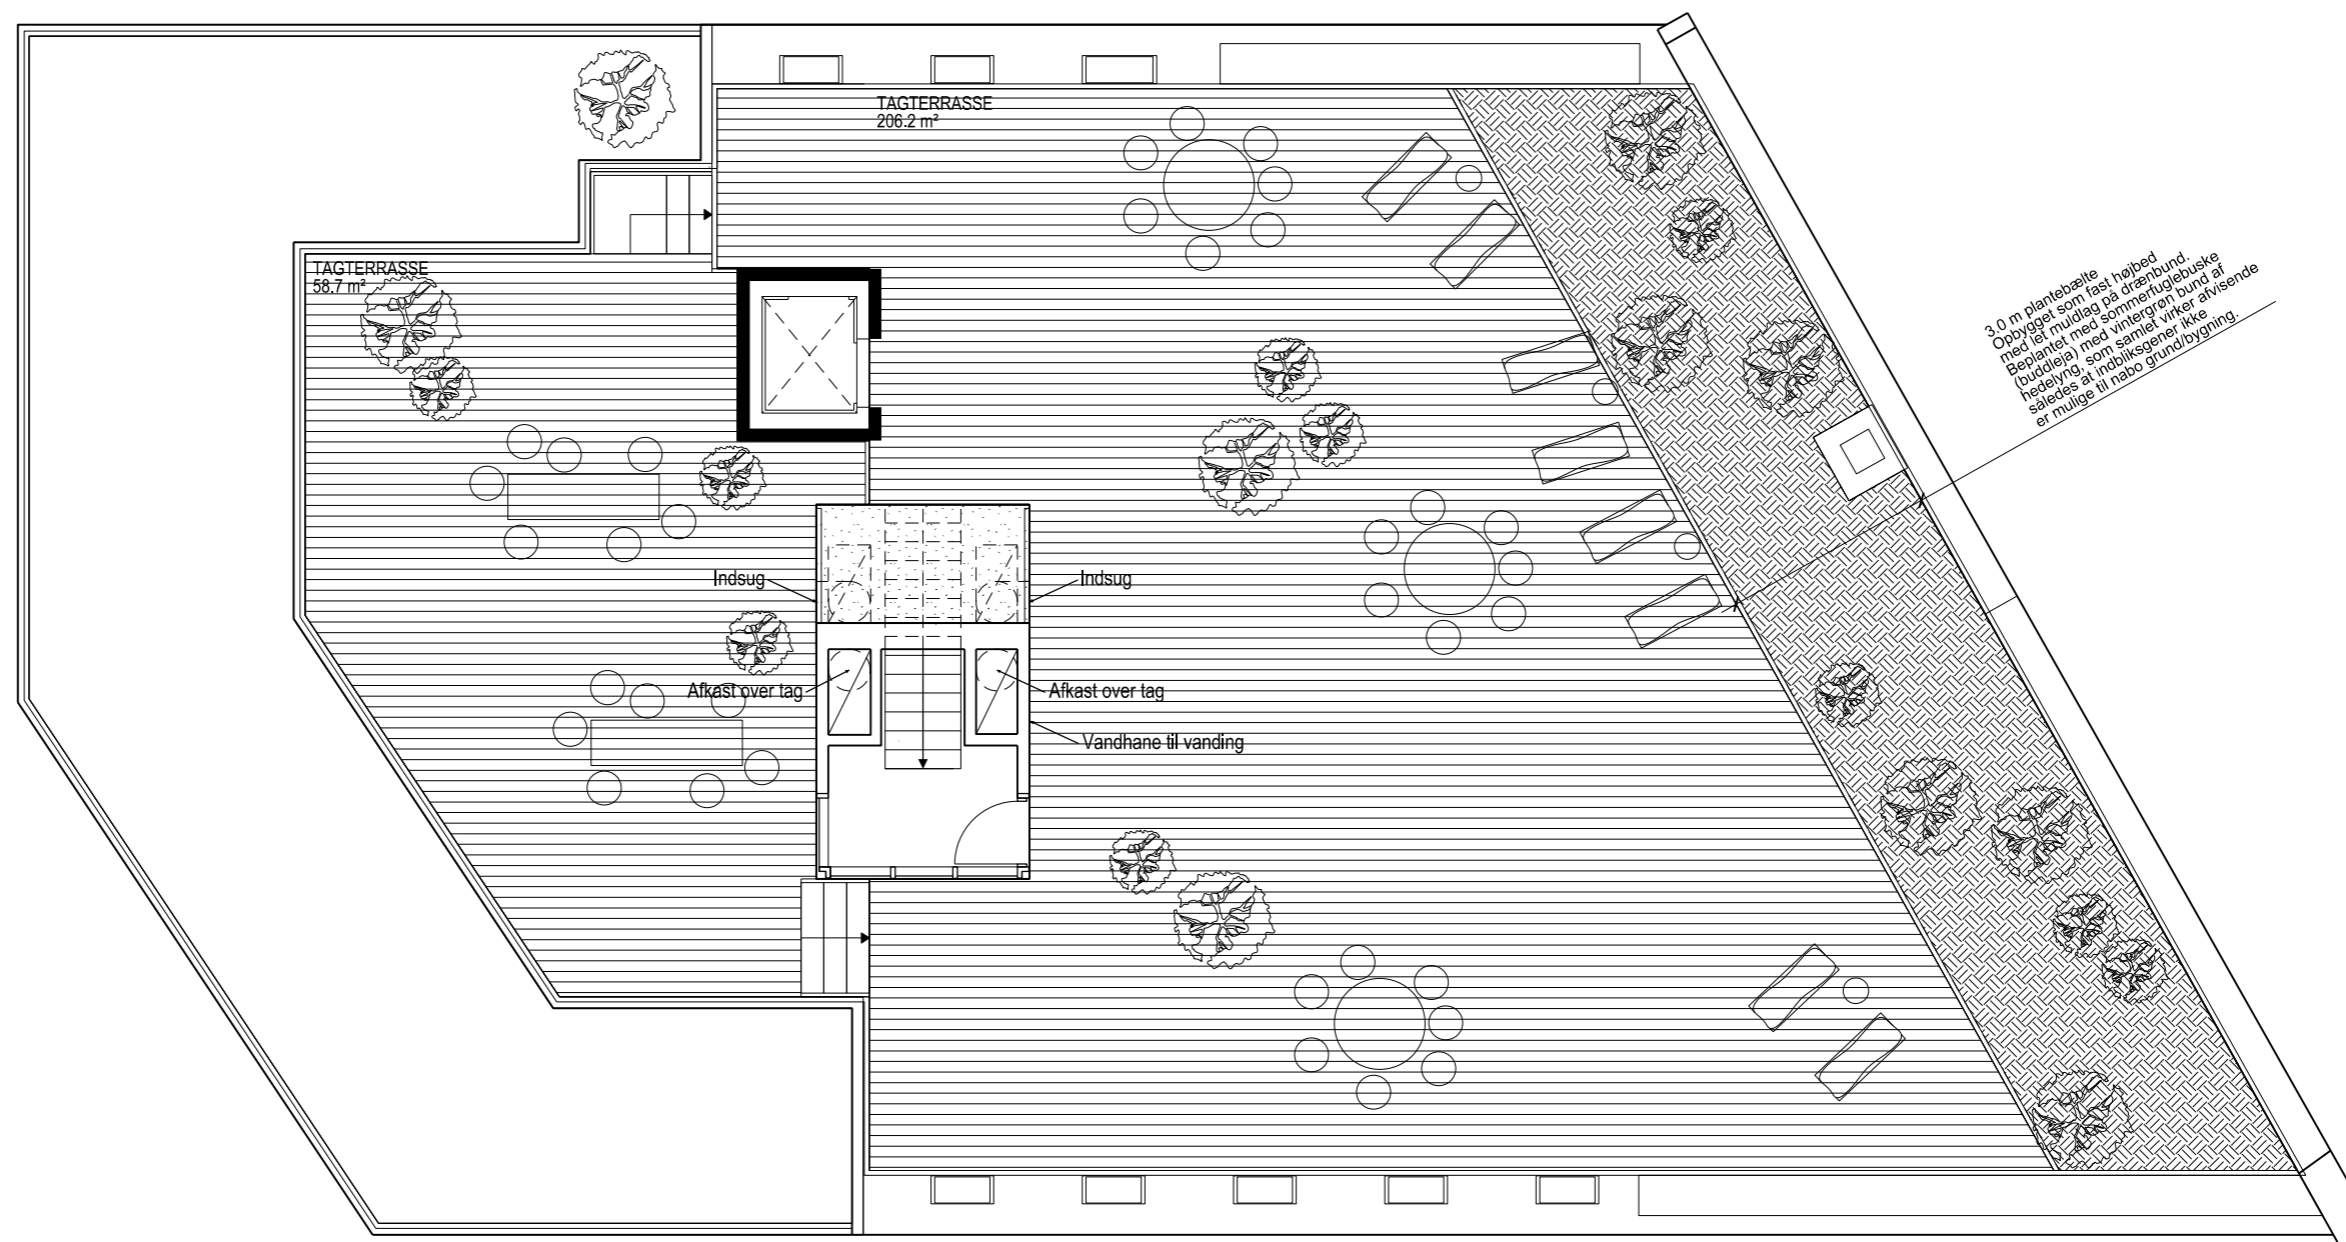 TAGTERRASSE
206.2 m²
TAGTERRASSE
58.7 m²
3.0 m plantebælte
Opbygget som fast højbed
med let muldlag på drænbund.
Beplantet med sommerfuglebuske
(buddleja) med vintergrøn bund af
hedelyng, som samlet virker afvisende
således at indbliksgener ikke
er mulige til nabo grund/bygning.
Indsug
Indsug
Afkast over tag
Afkast over tag
Vandhane til vanding